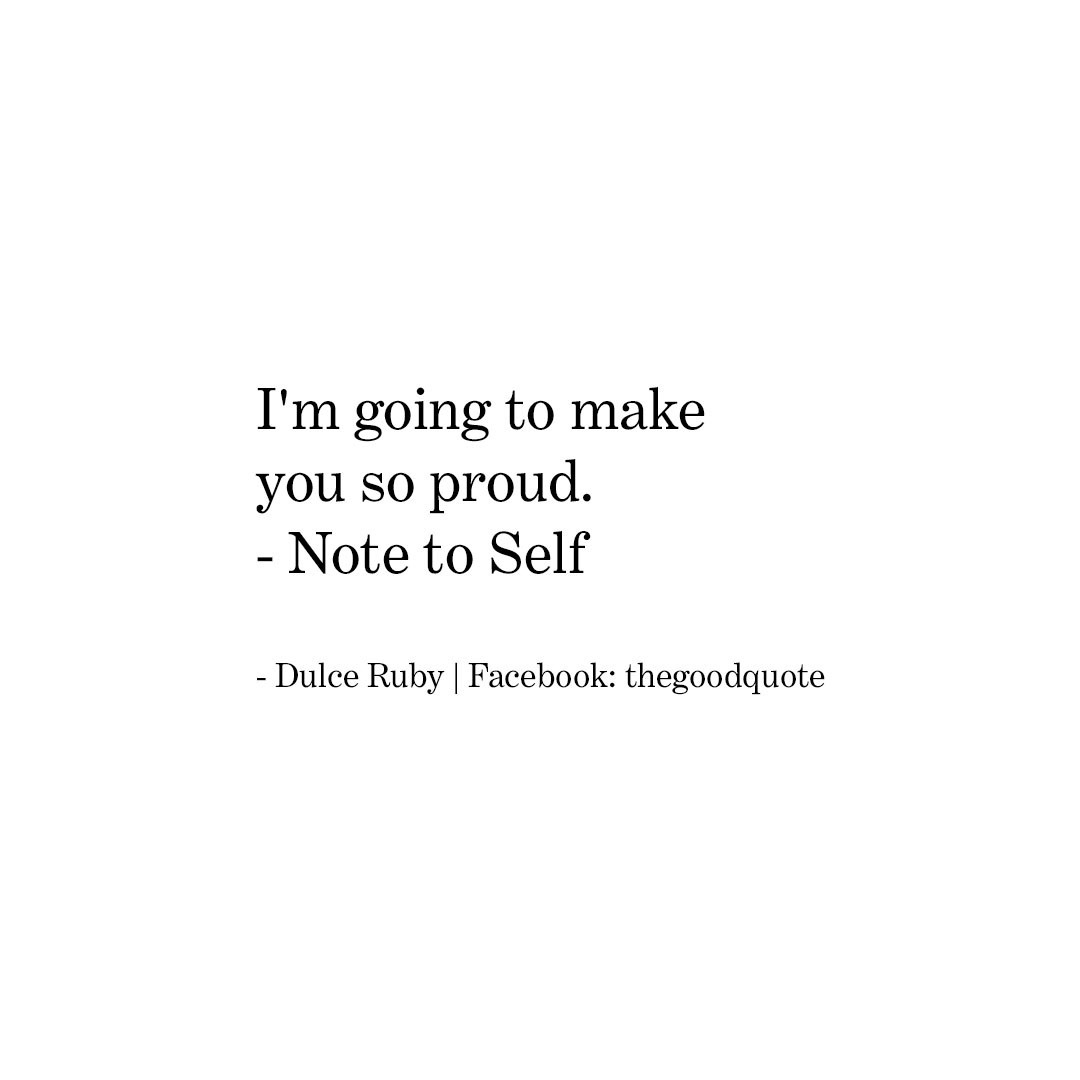 I'm going to make
you so proud.
- Note to Self
- Dulce Ruby | Facebook: thegoodquote